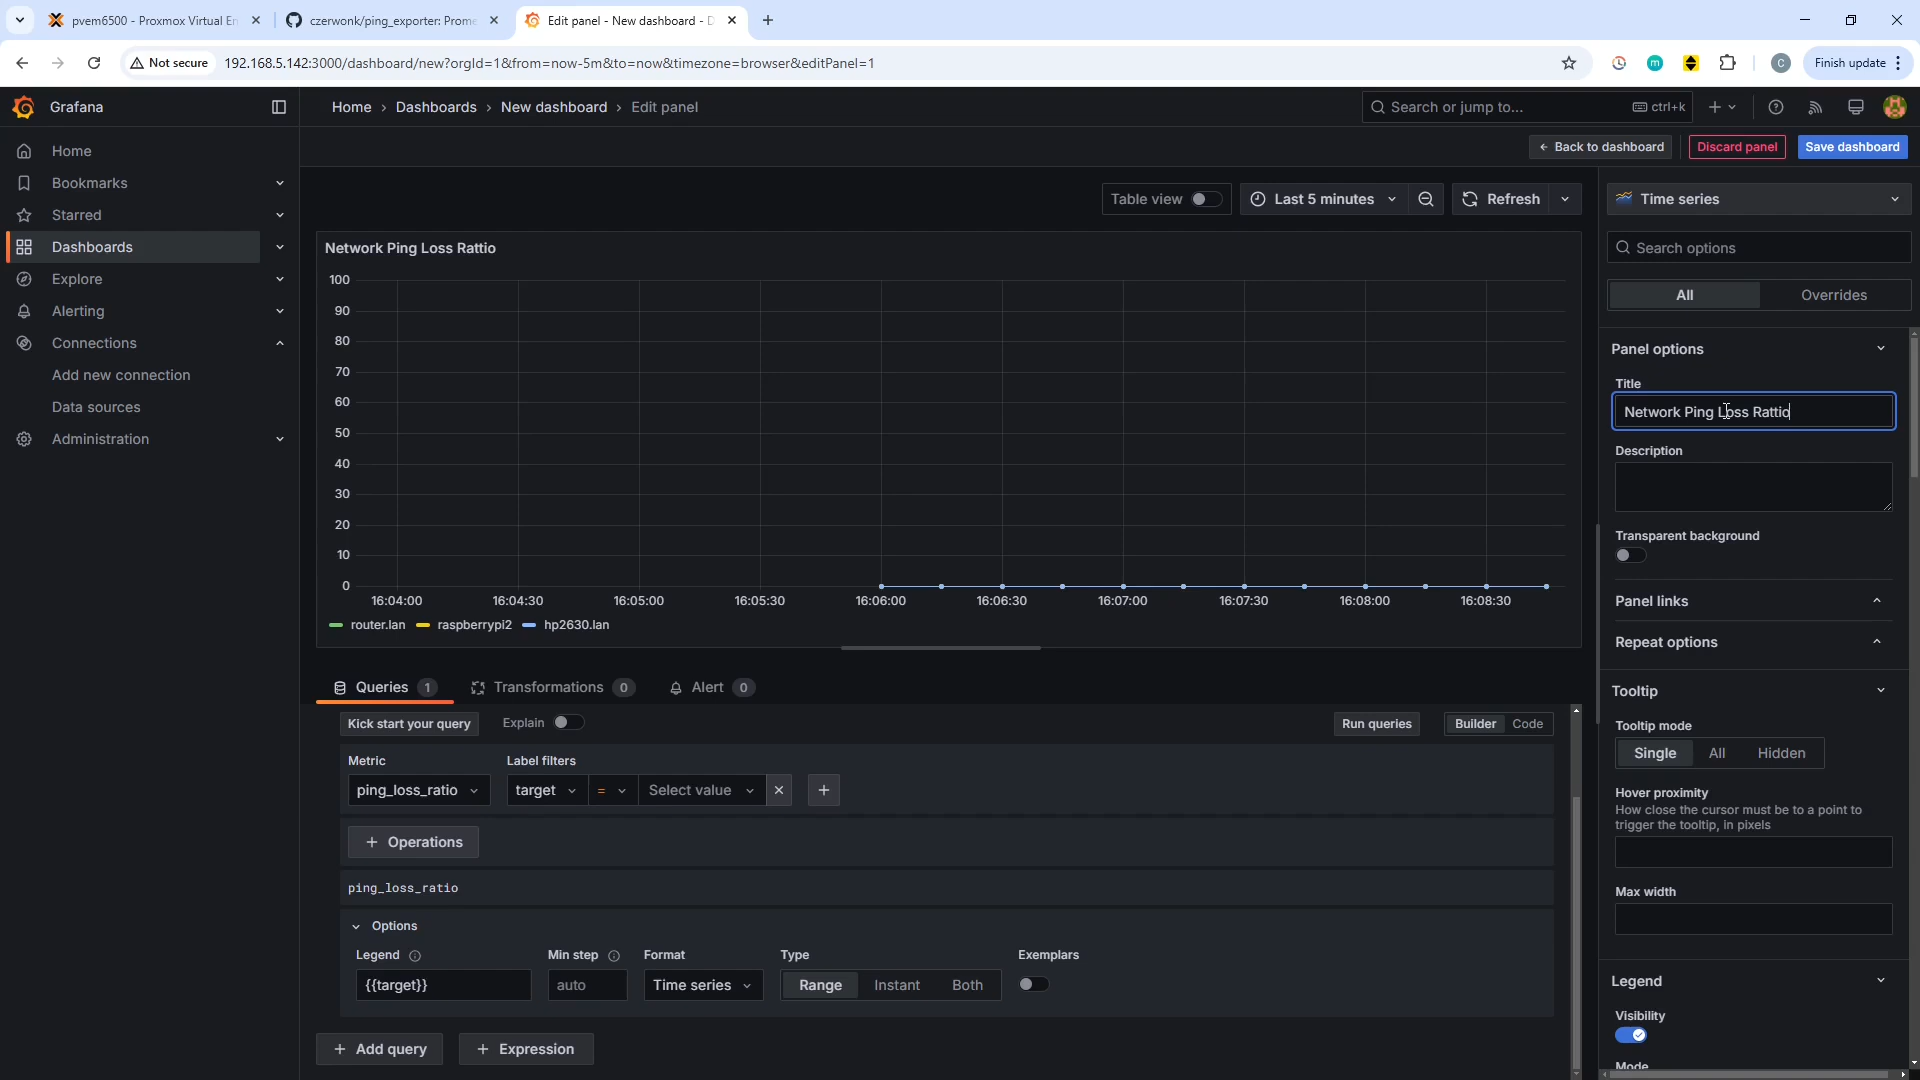 pvem6500 - Proxmox Virtual En
czerwonk/ping_exporter: Prome
Edit panel - New dashboard - D
Not secure
192.168.5.142:3000/dashboard/new?orgId=1&from=now-5m&to=now&timezone=browser&editPanel=1
m
C
Finish update
Grafana
Home > Dashboards > New dashboard > Edit panel
Search or jump to...
ctrl+k
← Back to dashboard
Discard panel
Save dashboard
Home
Bookmarks
Starred
Dashboards
Explore
Alerting
Connections
Add new connection
Data sources
Administration
Table view
Last 5 minutes
Refresh
Network Ping Loss Rattio
100
90
80
70
60
50
40
30
20
10
0
16:04:00 16:04:30 16:05:00 16:05:30 16:06:00 16:06:30 16:07:00 16:07:30 16:08:00 16:08:30
router.lan raspberrypi2 hp2630.lan
Queries 1
Transformations 0
Alert 0
Kick start your query
Explain
Run queries
Builder Code
Metric Label filters
ping_loss_ratio
target = Select value
+ Operations
ping_loss_ratio
Options
Legend Min step Format Type Exemplars
{{target}} auto Time series Range Instant Both
+ Add query
+ Expression
Time series
Search options
All Overrides
Panel options
Title
Network Ping Loss Rattio
Description
Transparent background
Panel links
Repeat options
Tooltip
Tooltip mode
Single All Hidden
Hover proximity
How close the cursor must be to a point to
trigger the tooltip, in pixels
Max width
Legend
Visibility
Mode